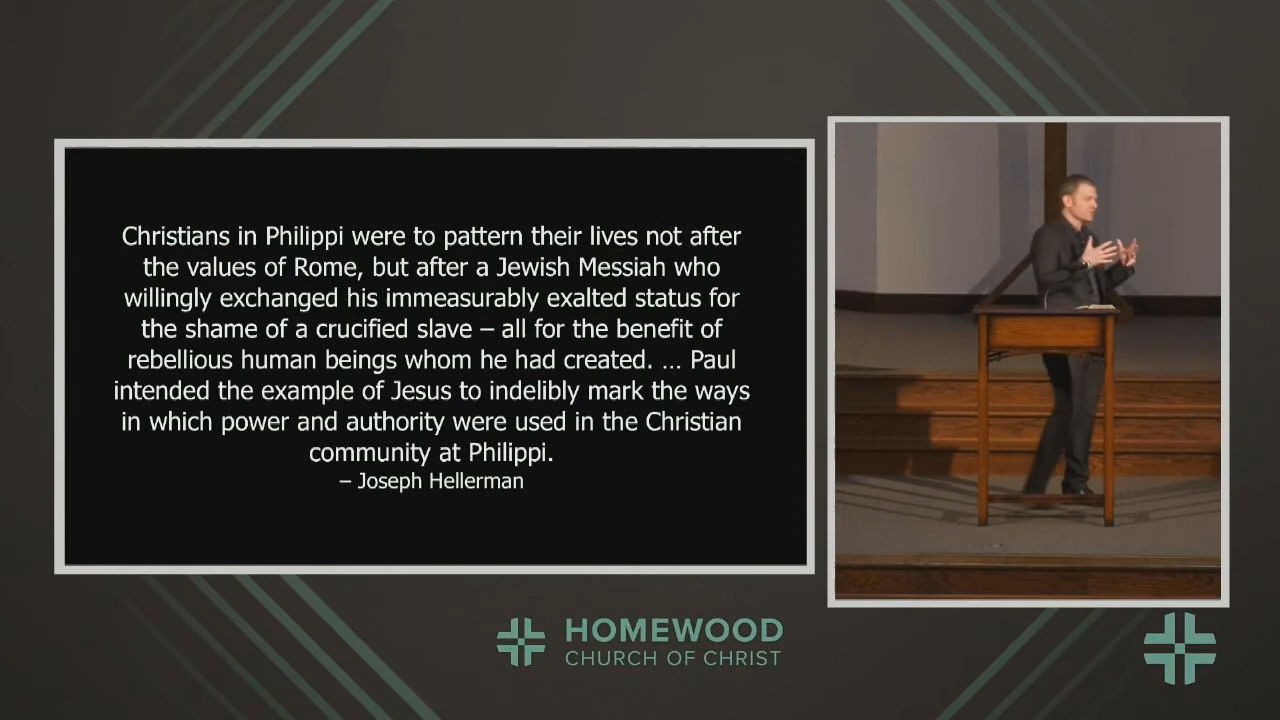 Christians in Philippi were to pattern their lives not after
the values of Rome, but after a Jewish Messiah who
willingly exchanged his immeasurably exalted status for
the shame of a crucified slave – all for the benefit of
rebellious human beings whom he had created. ... Paul
intended the example of Jesus to indelibly mark the ways
in which power and authority were used in the Christian
community at Philippi.
– Joseph Hellerman
HOMEWOOD
CHURCH OF CHRIST